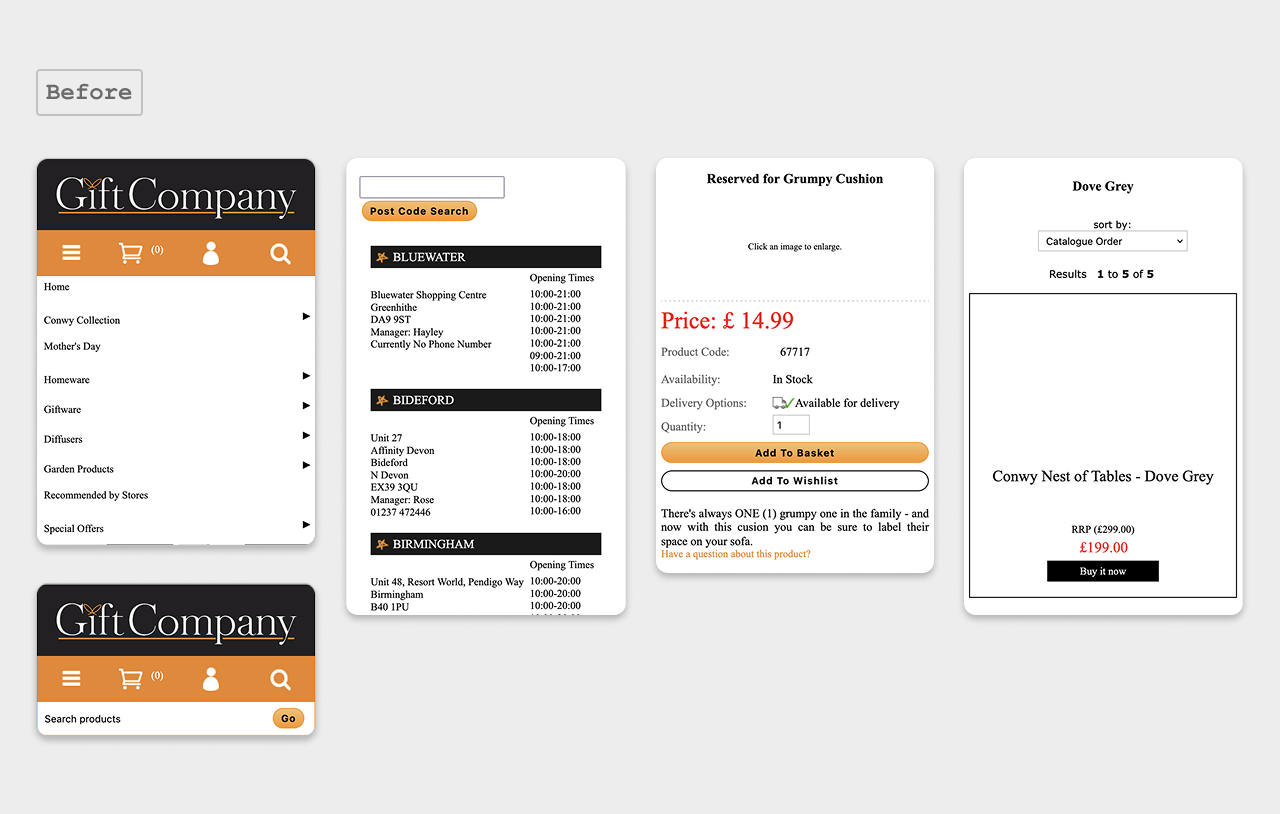 Before
Gift Company
(0)
Home
Conwy Collection
Mother's Day
Homeware
Giftware
Diffusers
Garden Products
Recommended by Stores
Special Offers
Gift Company
(0)
Search products Go
Post Code Search
BLUEWATER
Opening Times
Bluewater Shopping Centre 10:00-21:00
Greenhithe 10:00-21:00
DA9 9ST 10:00-21:00
Manager: Hayley 10:00-21:00
Currently No Phone Number 10:00-21:00
09:00-21:00
10:00-17:00
BIDEFORD
Opening Times
Unit 27 10:00-18:00
Affinity Devon 10:00-18:00
Bideford 10:00-18:00
N Devon 10:00-20:00
EX39 3QU 10:00-18:00
Manager: Rose 10:00-18:00
01237 472446 10:00-16:00
BIRMINGHAM
Opening Times
Unit 48, Resort World, Pendigo Way 10:00-20:00
Birmingham 10:00-20:00
B40 1PU 10:00-20:00
Reserved for Grumpy Cushion
Click an image to enlarge.
Price: £ 14.99
Product Code: 67717
Availability: In Stock
Delivery Options: Available for delivery
Quantity: 1
Add To Basket
Add To Wishlist
There's always ONE (1) grumpy one in the family - and
now with this cusion you can be sure to label their
space on your sofa.
Have a question about this product?
Dove Grey
sort by:
Catalogue Order
Results 1 to 5 of 5
Conwy Nest of Tables - Dove Grey
RRP (£299.00)
£199.00
Buy it now